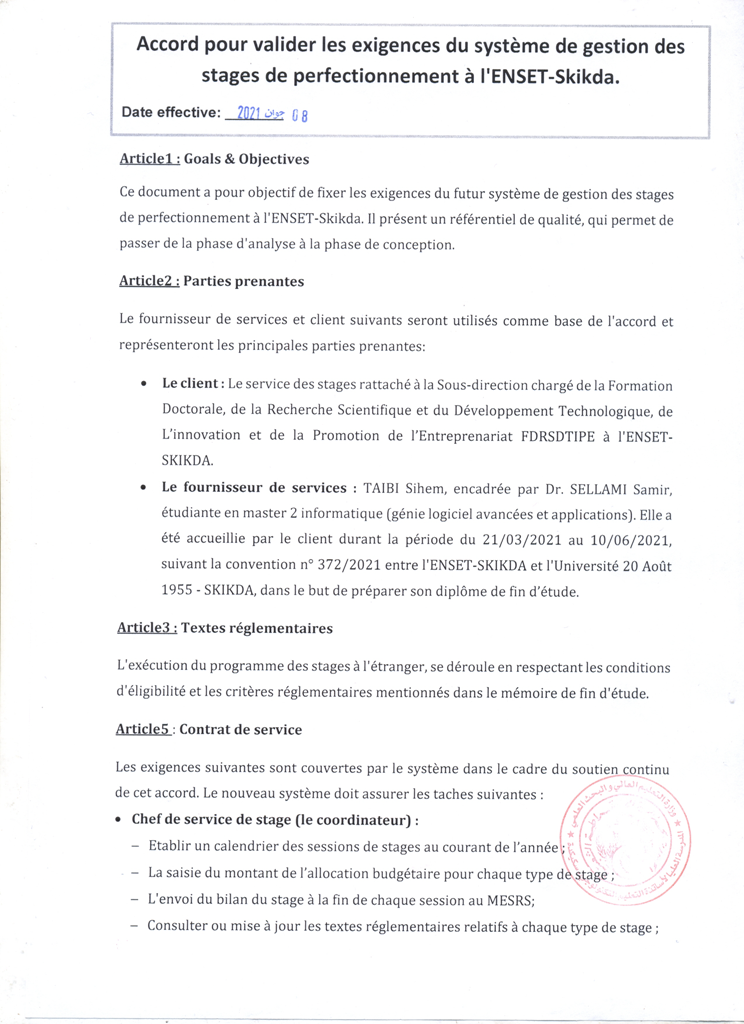 Accord pour valider les exigences du système de gestion des
stages de perfectionnement à l'ENSET-Skikda.
Date effective: 08 جوان 2021
Article1 : Goals & Objectives
Ce document a pour objectif de fixer les exigences du futur système de gestion des stages
de perfectionnement à l'ENSET-Skikda. Il présent un référentiel de qualité, qui permet de
passer de la phase d'analyse à la phase de conception.
Article2 : Parties prenantes
Le fournisseur de services et client suivants seront utilisés comme base de l'accord et
représenteront les principales parties prenantes:
• Le client : Le service des stages rattaché à la Sous-direction chargé de la Formation
Doctorale, de la Recherche Scientifique et du Développement Technologique, de
L'innovation et de la Promotion de l'Entreprenariat FDRSDTIPE à l'ENSET-
SKIKDA.
• Le fournisseur de services : TAIBI Sihem, encadrée par Dr. SELLAMI Samir,
étudiante en master 2 informatique (génie logiciel avancées et applications). Elle a
été accueillie par le client durant la période du 21/03/2021 au 10/06/2021,
suivant la convention n° 372/2021 entre l'ENSET-SKIKDA et l'Université 20 Août
1955 - SKIKDA, dans le but de préparer son diplôme de fin d'étude.
Article3 : Textes réglementaires
L'exécution du programme des stages à l'étranger, se déroule en respectant les conditions
d'éligibilité et les critères réglementaires mentionnés dans le mémoire de fin d'étude.
Article5 : Contrat de service
Les exigences suivantes sont couvertes par le système dans le cadre du soutien continu
de cet accord. Le nouveau système doit assurer les taches suivantes :
• Chef de service de stage (le coordinateur) :
– Etablir un calendrier des sessions de stages au courant de l'année ;
– La saisie du montant de l'allocation budgétaire pour chaque type de stage ;
– L'envoi du bilan du stage à la fin de chaque session au MESRS;
– Consulter ou mise à jour les textes réglementaires relatifs à chaque type de stage ;
وزارة التعليم العالي و البحث العلمي